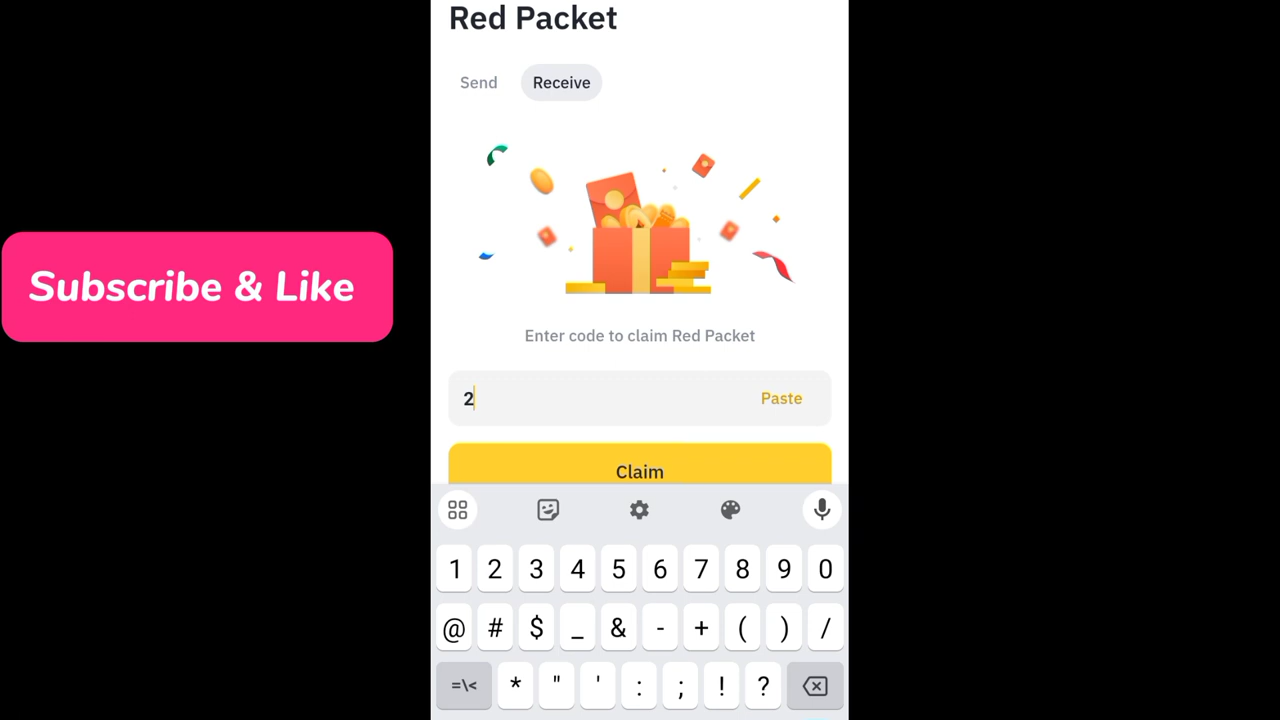 Red Packet
Send Receive
Subscribe & Like
Enter code to claim Red Packet
2 Paste
Claim
1 2 3 4 5 6 7 8 9 0
@ # $ _ & - + ( ) /
=\< * " ' : ; ! ?